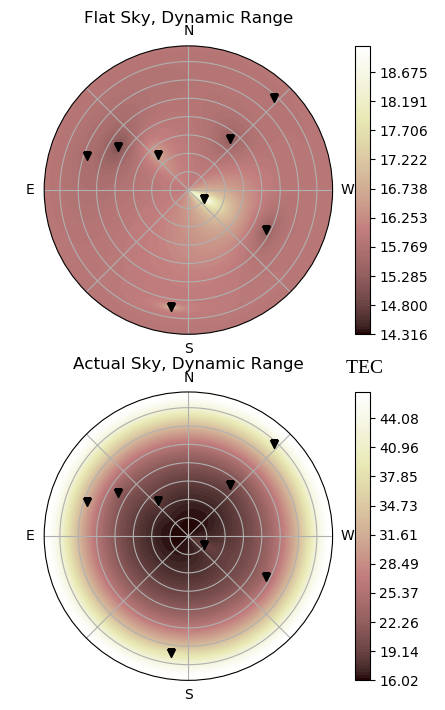 Flat Sky, Dynamic Range
N
E
W
S
18.675
18.191
17.706
17.222
16.738
16.253
15.769
15.285
14.800
14.316
Actual Sky, Dynamic Range
TEC
N
E
W
S
44.08
40.96
37.85
34.73
31.61
28.49
25.37
22.26
19.14
16.02